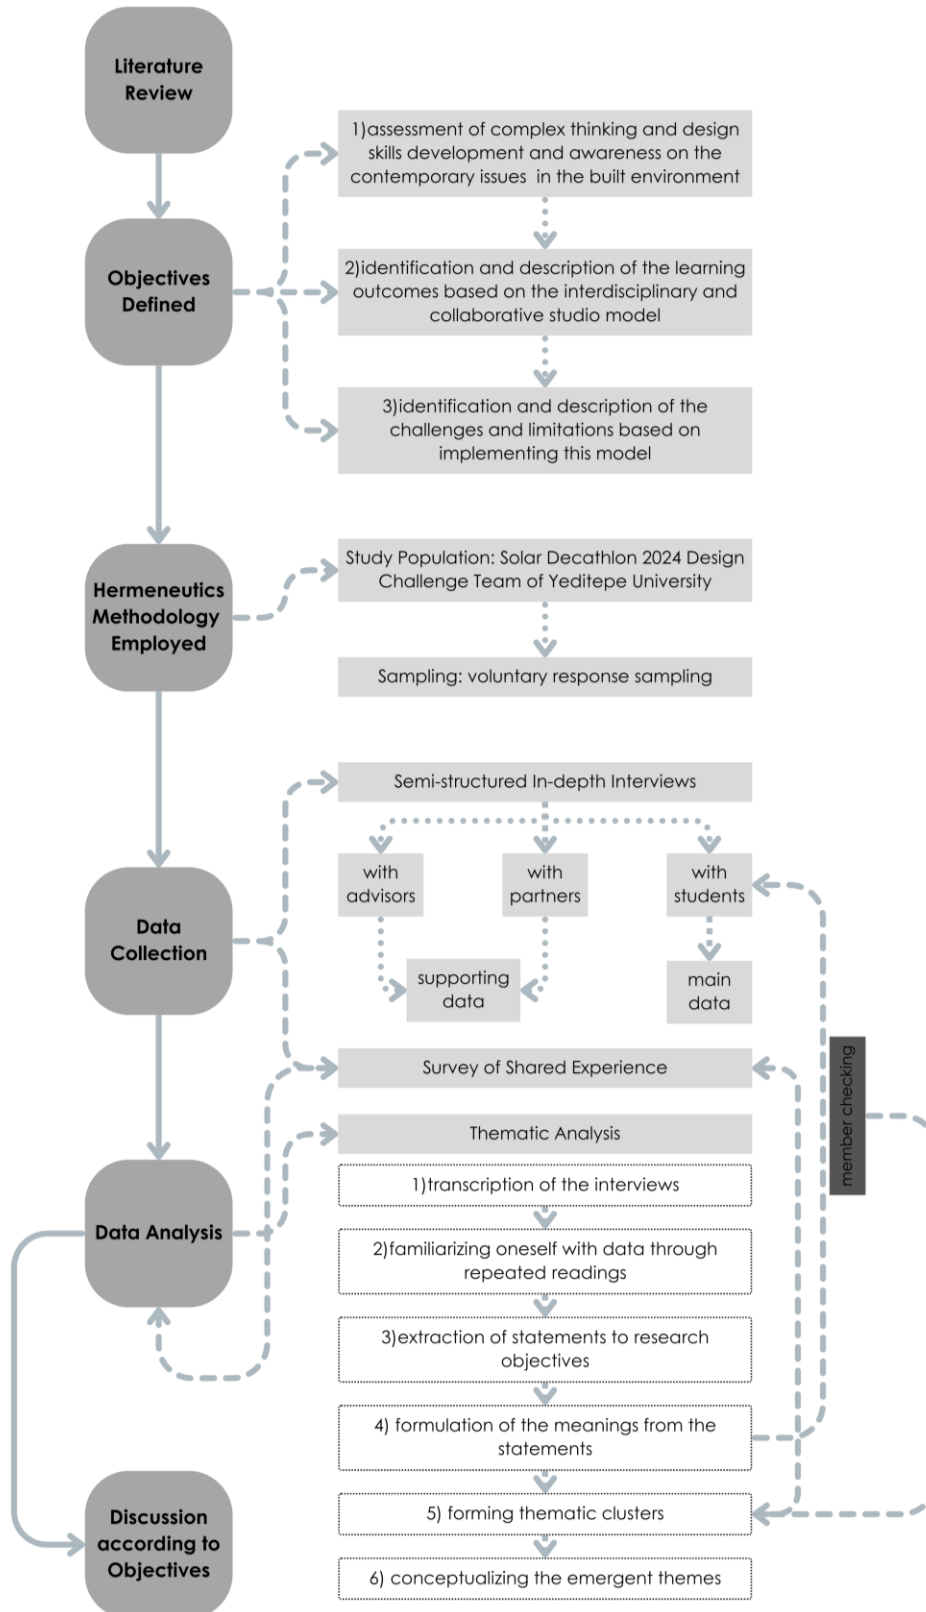 Literature
Review
1)assessment of complex thinking and design
skills development and awareness on the
contemporary issues in the built environment
Objectives
Defined
2)identification and description of the learning
outcomes based on the interdisciplinary and
collaborative studio model
3)identification and description of the
challenges and limitations based on
implementing this model
Hermeneutics
Methodology
Employed
Study Population: Solar Decathlon 2024 Design
Challenge Team of Yeditepe University
Sampling: voluntary response sampling
Data
Collection
Semi-structured In-depth Interviews
with
advisors
with
partners
with
students
supporting
data
main
data
Survey of Shared Experience
member checking
Data Analysis
Thematic Analysis
1)transcription of the interviews
2)familiarizing oneself with data through
repeated readings
3)extraction of statements to research
objectives
4) formulation of the meanings from the
statements
5) forming thematic clusters
6) conceptualizing the emergent themes
Discussion
according to
Objectives